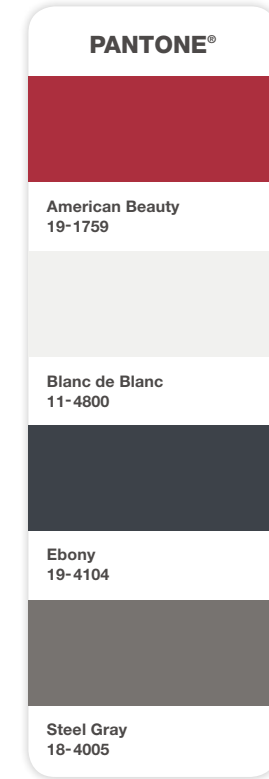 PANTONE®
American Beauty
19-1759
Blanc de Blanc
11-4800
Ebony
19-4104
Steel Gray
18-4005